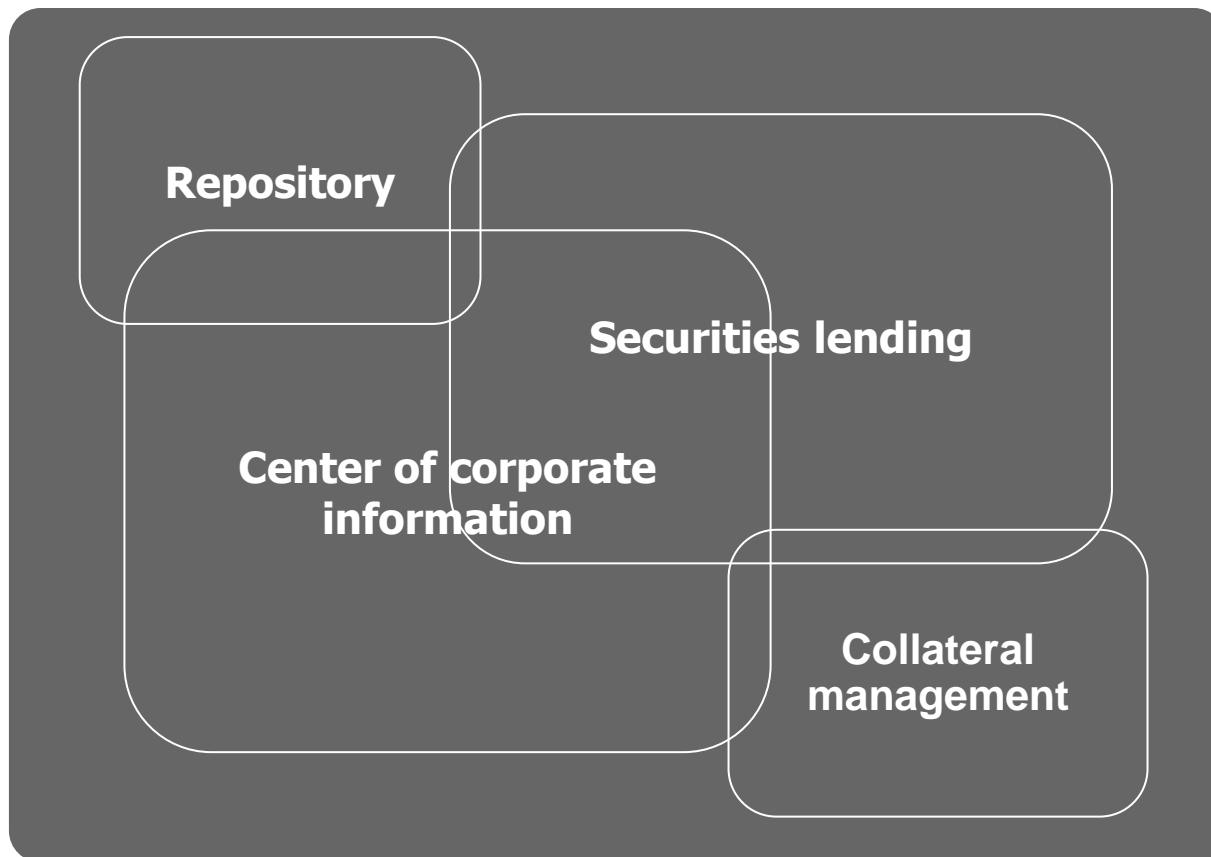 Repository
Securities lending
Center of corporate
information
Collateral
management